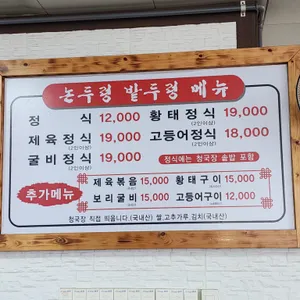 논두렁 밭두렁 메뉴
정 식 12,000 황태정식 19,000
(2인이상) (2인이상)
제육정식 19,000 고등어정식 18,000
(2인이상) (2인이상)
굴비정식 19,000 정식에는 청국장 솥밥 포함
(2인이상)
추가메뉴
제육볶음 15,000 황태구이 15,000
보리굴비 15,000 고등어구이 12,000
청국장 직접 띄웁니다.(국내산) 쌀,고추가루,김치(국내산)